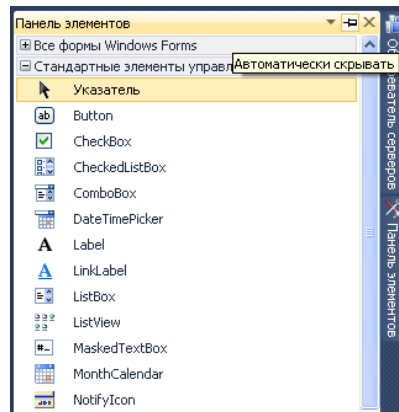 Панель элементов
Все формы Windows Forms
Стандартные элементы управл
Автоматически скрывать
Указатель
Button
CheckBox
CheckedListBox
ComboBox
DateTimePicker
Label
LinkLabel
ListBox
ListView
MaskedTextBox
MonthCalendar
NotifyIcon
серверов
Панель элементов